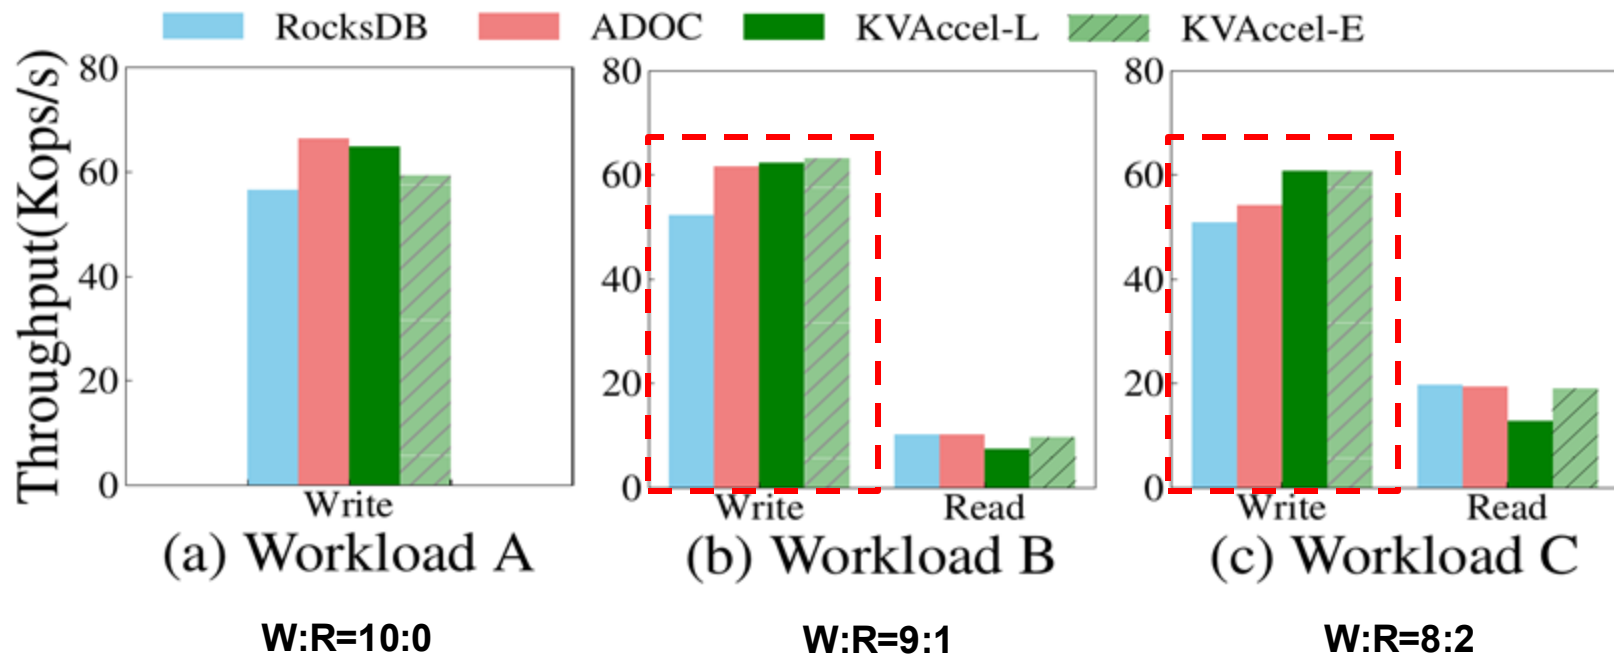 RocksDB ADOC KVAccel-L KVAccel-E
Throughput(Kops/s)
80
60
40
20
0
Write
(a) Workload A
W:R=10:0
80
60
40
20
0
Write Read
(b) Workload B
W:R=9:1
80
60
40
20
0
Write Read
(c) Workload C
W:R=8:2